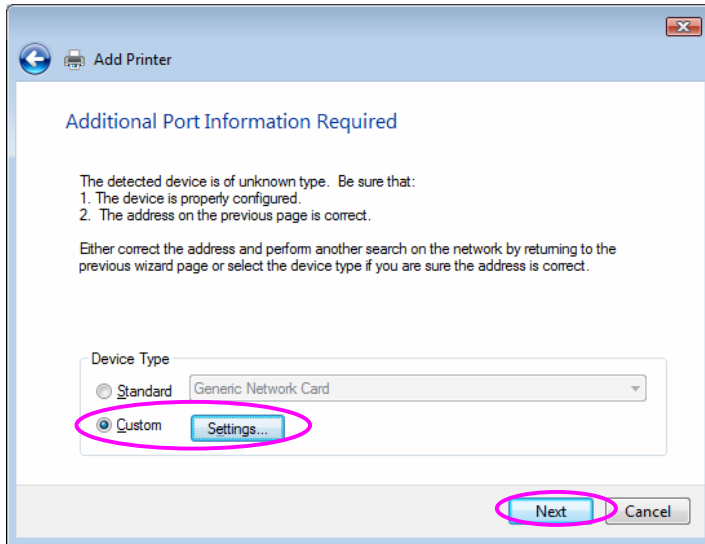 Add Printer
Additional Port Information Required
The detected device is of unknown type.  Be sure that:
1. The device is properly configured.
2.  The address on the previous page is correct.
Either correct the address and perform another search on the network by returning to the
previous wizard page or select the device type if you are sure the address is correct.
Device Type
Standard Generic Network Card
Custom Settings...
Next Cancel